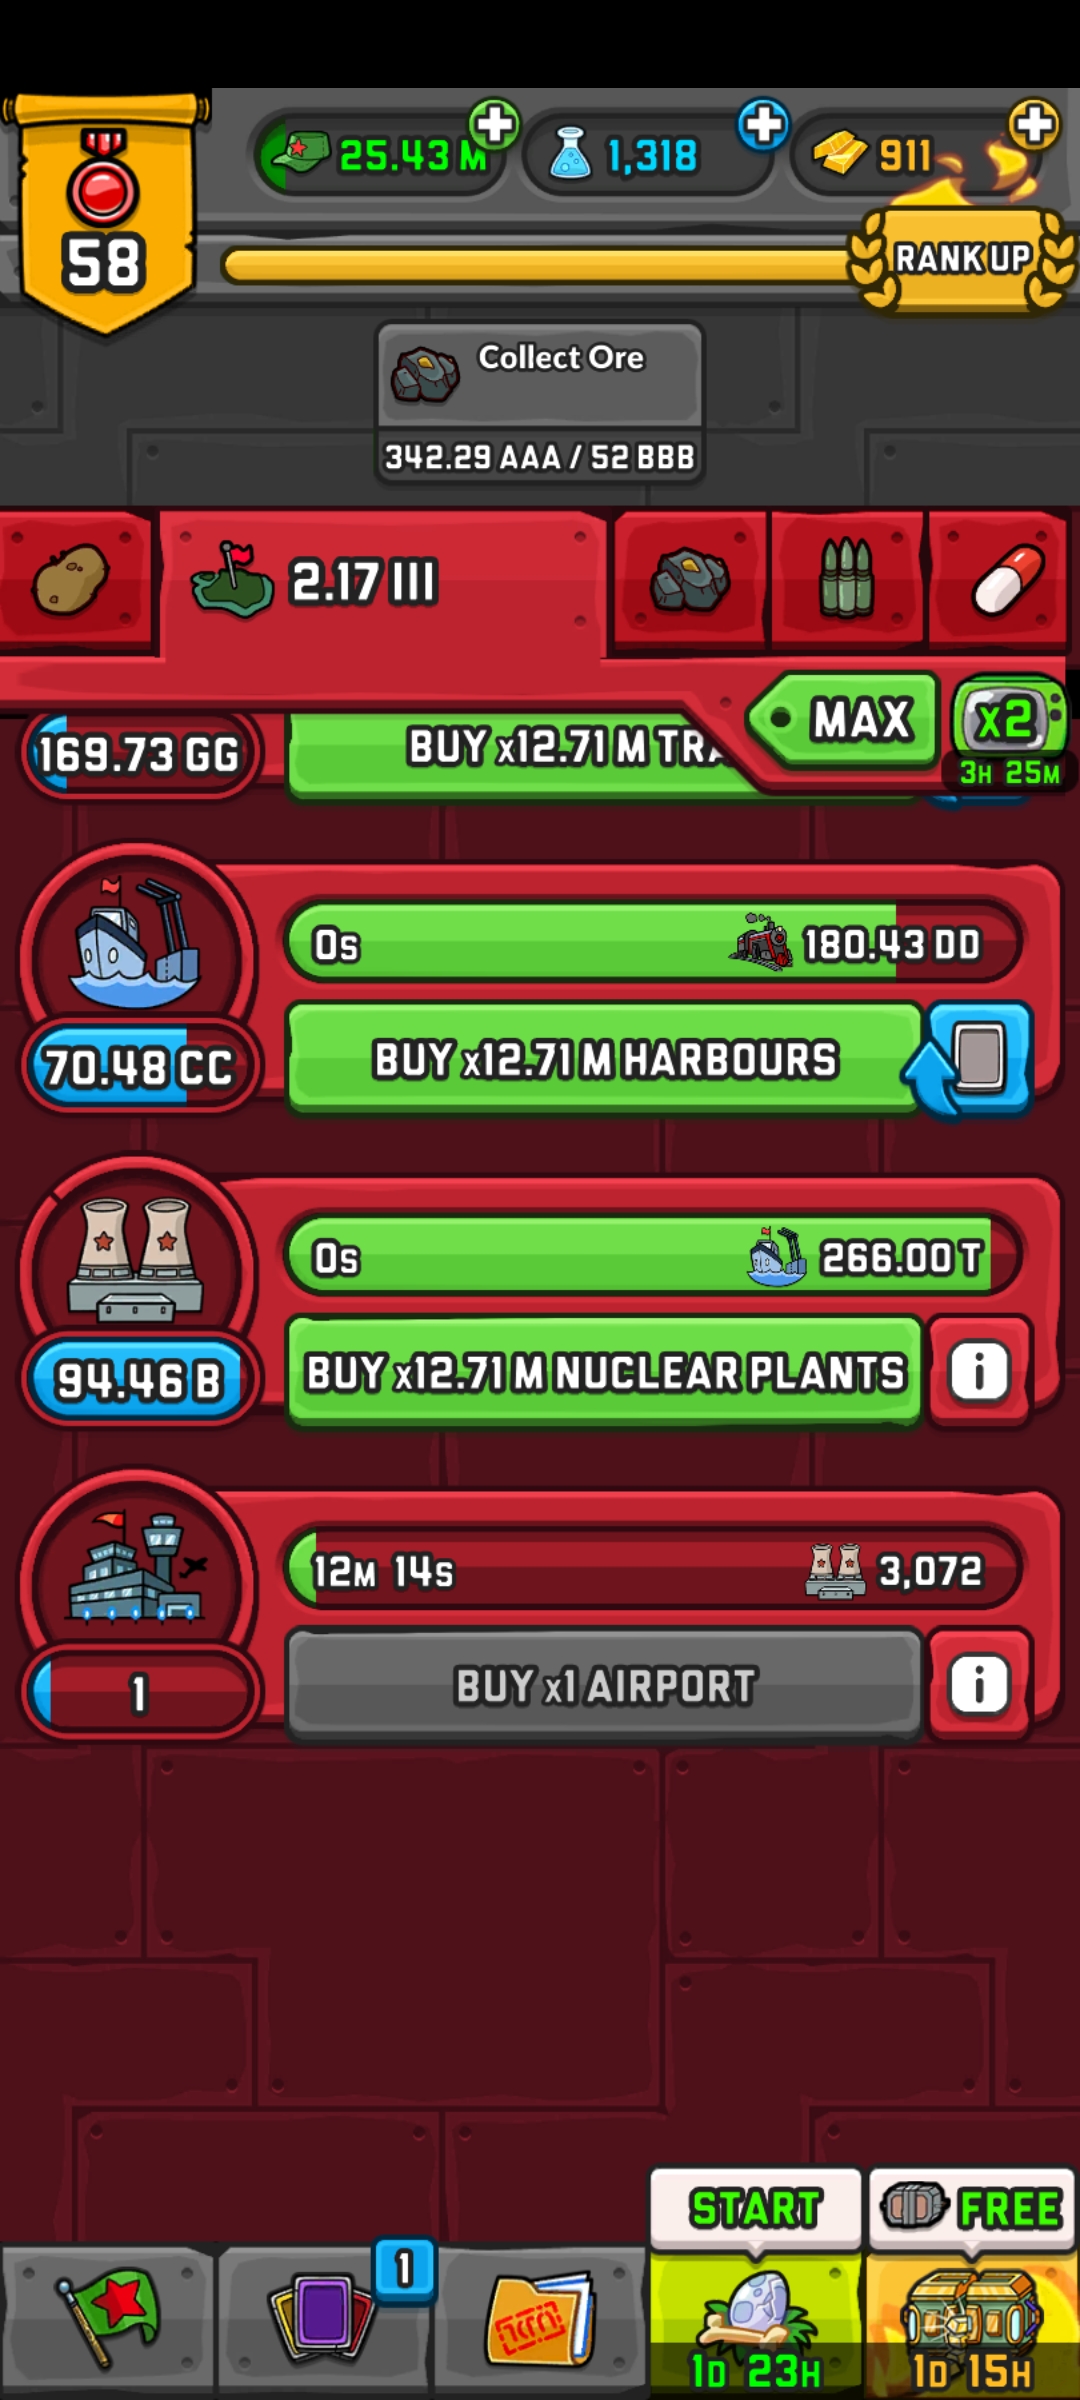 58
25.43 M
1,318
911
RANK UP
Collect Ore
342.29 AAA / 52 BBB
2.17 III
MAX
x2
3H 25M
169.73 GG
BUY x12.71 M
0s
180.43 DD
70.48 CC
BUY x12.71 M HARBOURS
0s
266.00 T
94.46 B
BUY x12.71 M NUCLEAR PLANTS
i
12M 14s
3,072
1
BUY x1 AIRPORT
i
START
FREE
1
1D 23H
1D 15H